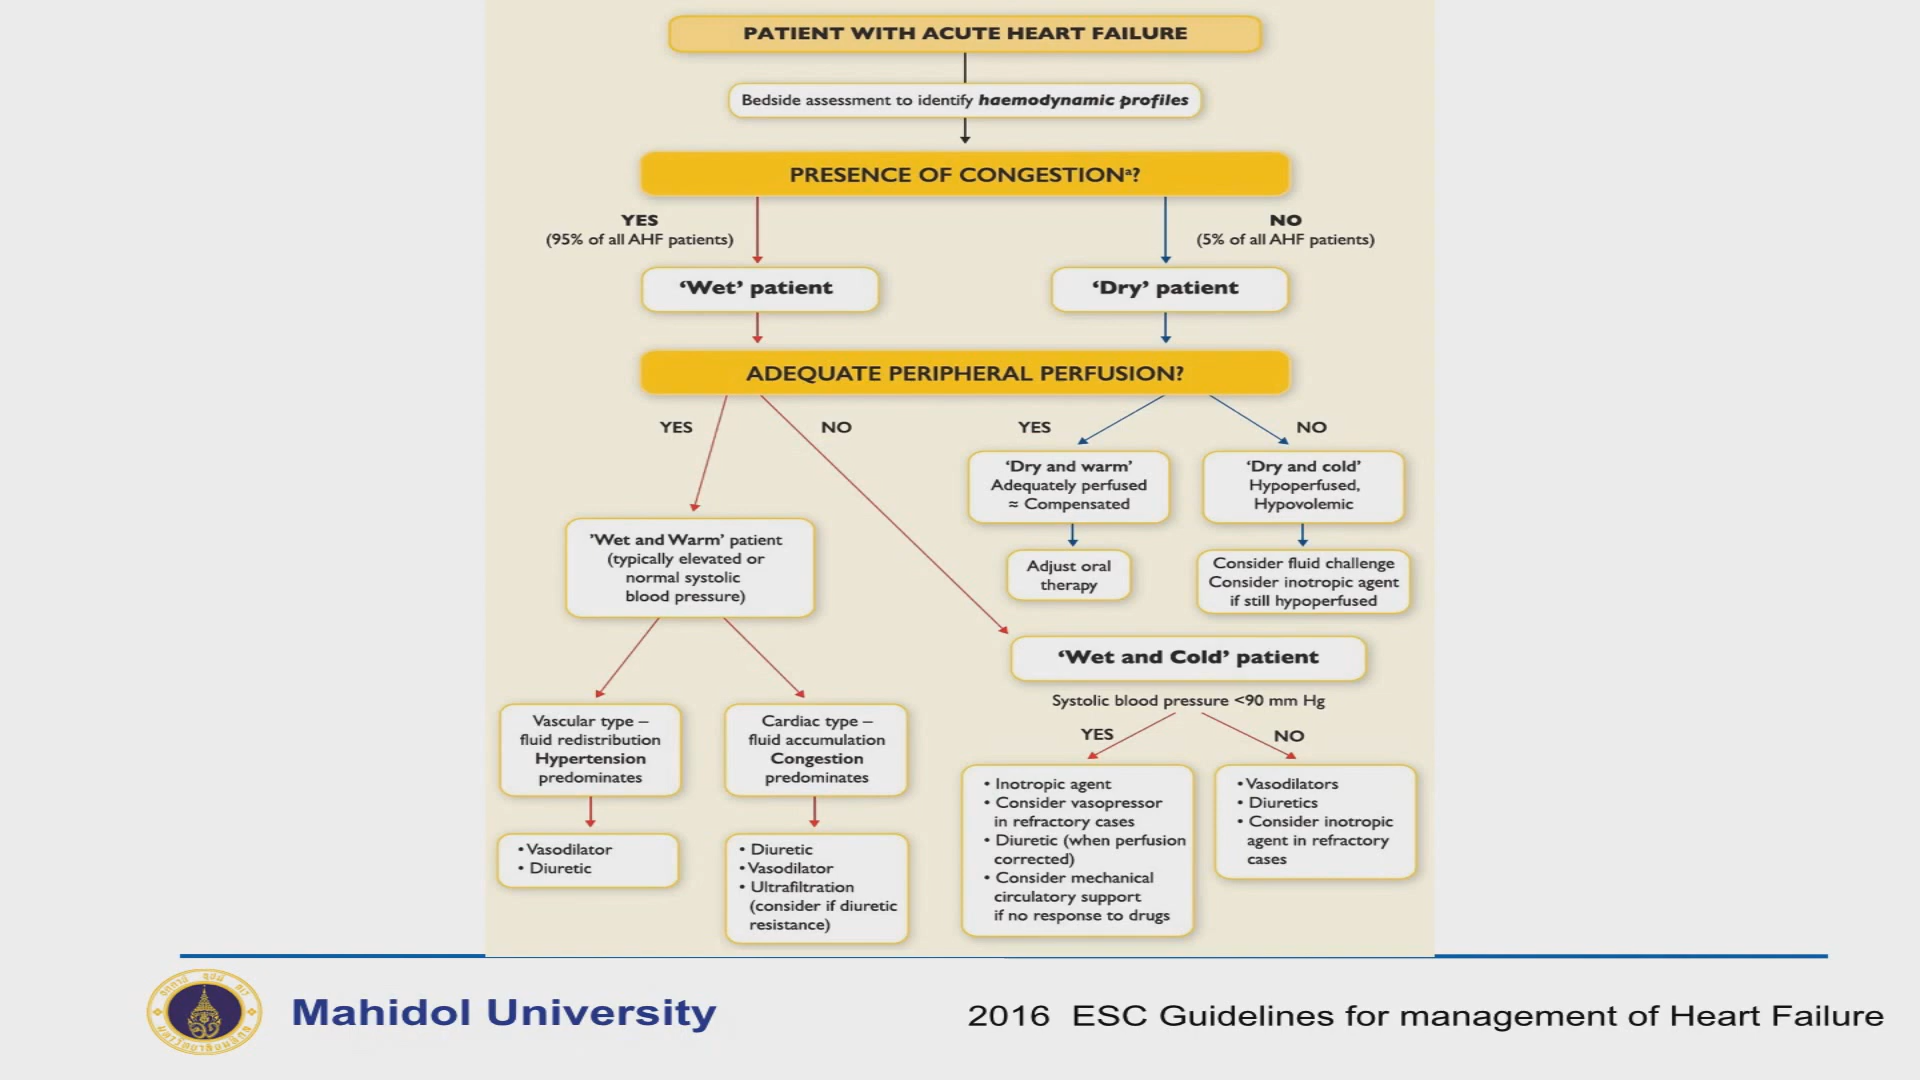 PATIENT WITH ACUTE HEART FAILURE
Bedside assessment to identify haemodynamic profiles
PRESENCE OF CONGESTIONᵃ?
YES
(95% of all AHF patients)
NO
(5% of all AHF patients)
‘Wet’ patient
‘Dry’ patient
ADEQUATE PERIPHERAL PERFUSION?
YES
NO
YES
NO
‘Dry and warm’
Adequately perfused
≈ Compensated
‘Dry and cold’
Hypoperfused,
Hypovolemic
’Wet and Warm’ patient
(typically elevated or
normal systolic
blood pressure)
Adjust oral
therapy
Consider fluid challenge
Consider inotropic agent
if still hypoperfused
‘Wet and Cold’ patient
Systolic blood pressure <90 mm Hg
YES
NO
Vascular type –
fluid redistribution
Hypertension
predominates
Cardiac type –
fluid accumulation
Congestion
predominates
• Vasodilator
• Diuretic
• Diuretic
• Vasodilator
• Ultrafiltration
(consider if diuretic
resistance)
• Inotropic agent
• Consider vasopressor
in refractory cases
• Diuretic (when perfusion
corrected)
• Consider mechanical
circulatory support
if no response to drugs
• Vasodilators
• Diuretics
• Consider inotropic
agent in refractory
cases
Mahidol University
2016 ESC Guidelines for management of Heart Failure